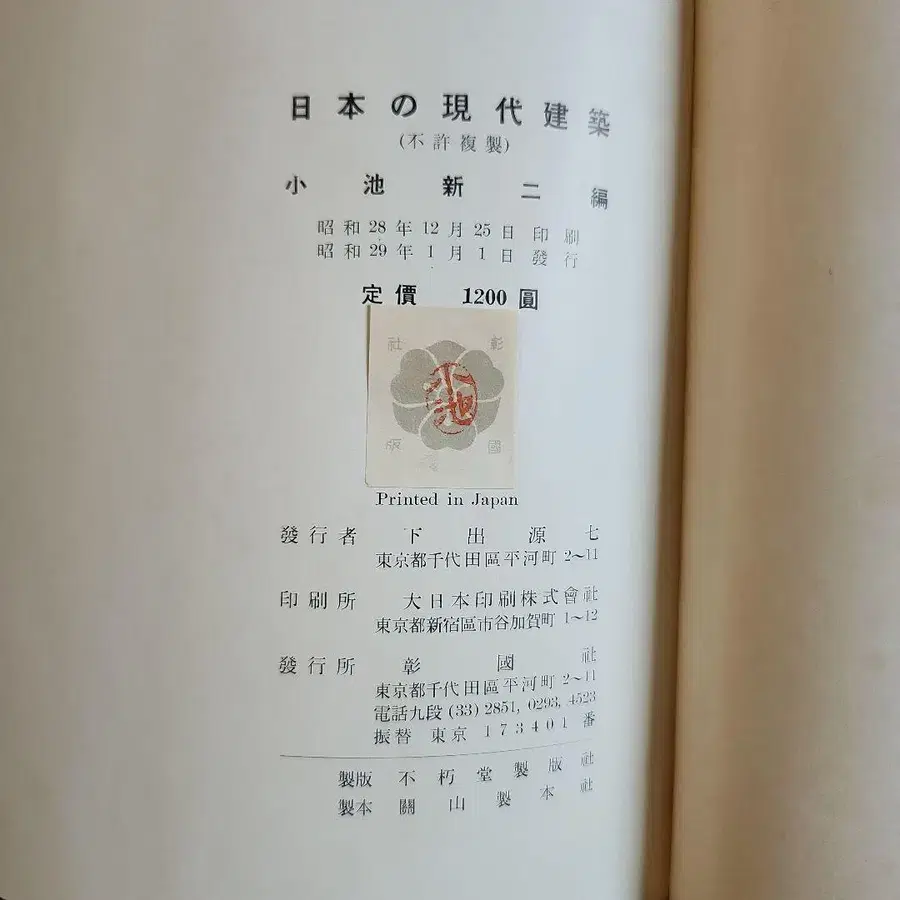 日本の現代建築
(不許複製)
小池新二編
昭和28年12月25日 印刷
昭和29年1月1日 發行
定價 1200圓
社 彰
小池
版 國
Printed in Japan
發行者 下出源七
東京都千代田區平河町 2〜11
印刷所 大日本印刷株式會社
東京都新宿區市谷加賀町 1〜12
發行所 彰國社
東京都千代田區平河町 2〜11
電話九段 (33) 2851, 0293, 4523
振替 東京 173401番
製版 不朽堂製版社
製本 關山製本社